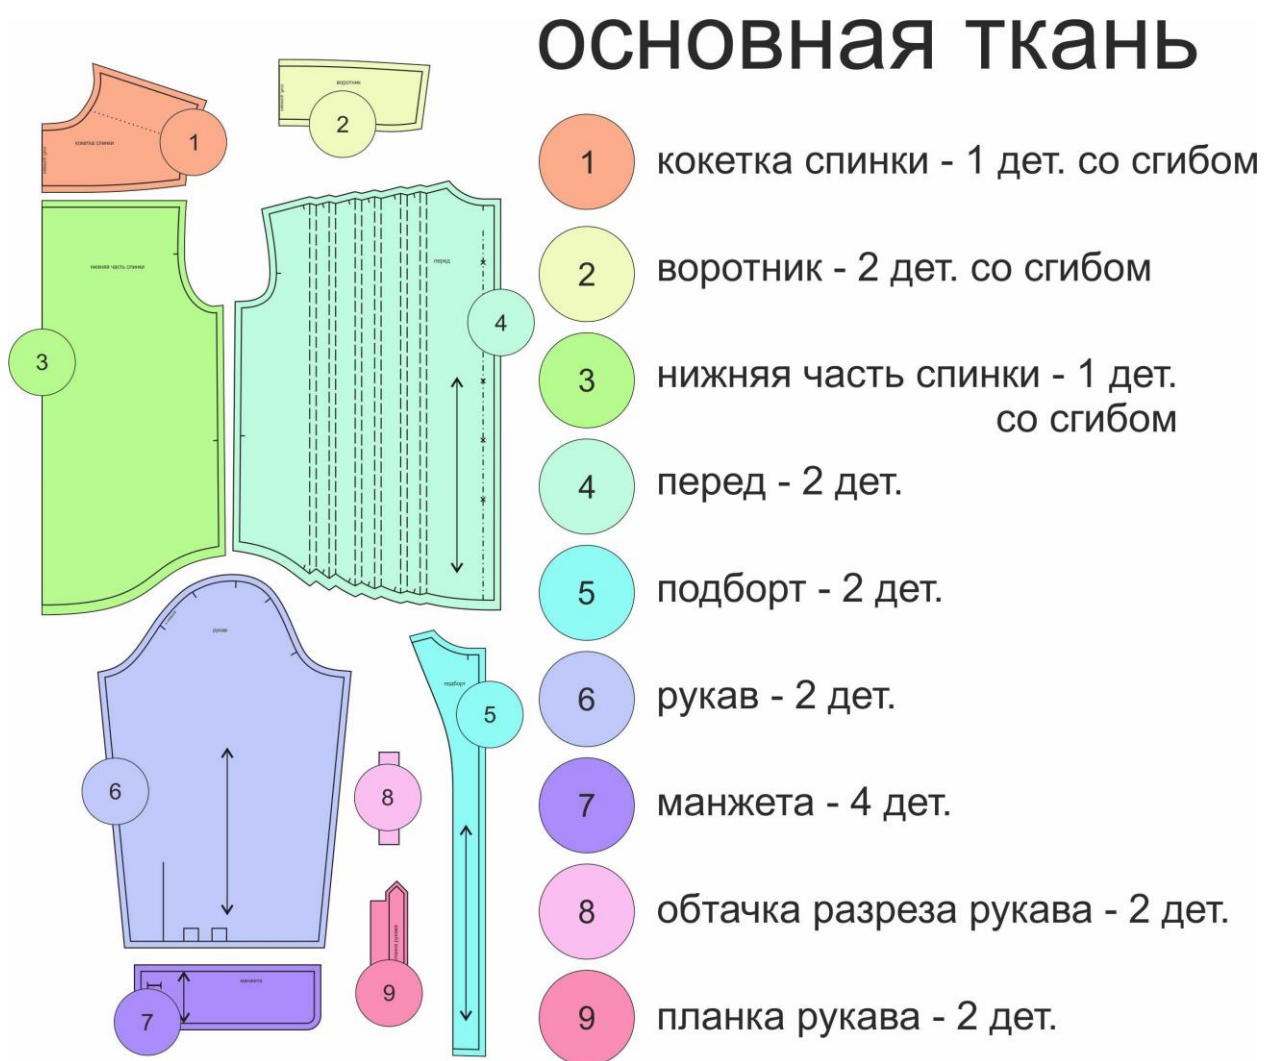 основная ткань
1 кокетка спинки - 1 дет. со сгибом
2 воротник - 2 дет. со сгибом
3 нижняя часть спинки - 1 дет.
со сгибом
4 перед - 2 дет.
5 подборт - 2 дет.
6 рукав - 2 дет.
7 манжета - 4 дет.
8 обтачка разреза рукава - 2 дет.
9 планка рукава - 2 дет.
кокетка спинки
1
воротник
2
нижняя часть спинки
3
перед
4
рукав
6
подборт
5
8
планка рукава
9
манжета
7